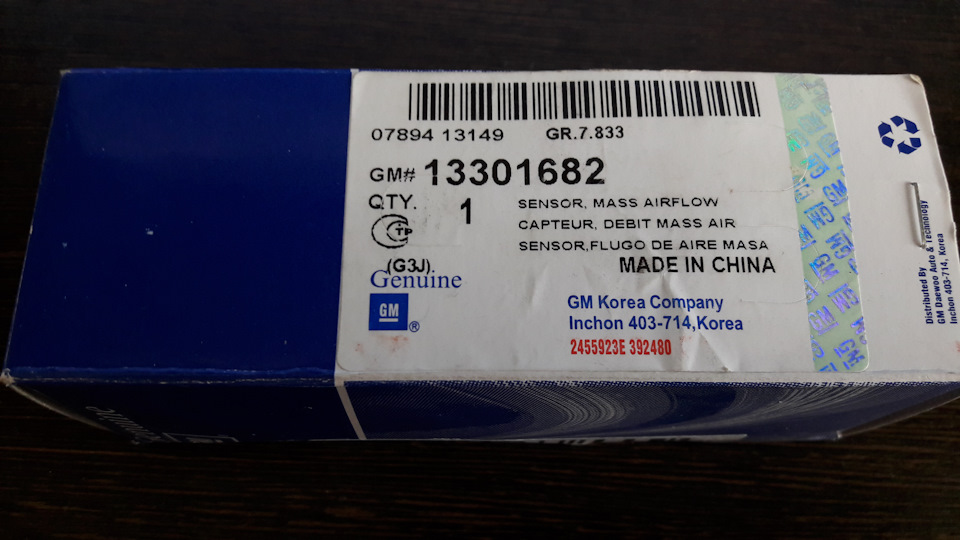 07894 13149 GR.7.833
GM# 13301682
QTY. 1
SENSOR, MASS AIRFLOW
CAPTEUR, DEBIT MASS AIR
SENSOR,FLUGO DE AIRE MASA
(G3J).
MADE IN CHINA
Genuine
GM ®
GM Korea Company
Inchon 403-714,Korea
2455923E 392480
Distributed By
GM Daewoo Auto & Technology
Inchon 403-714, Korea
GM